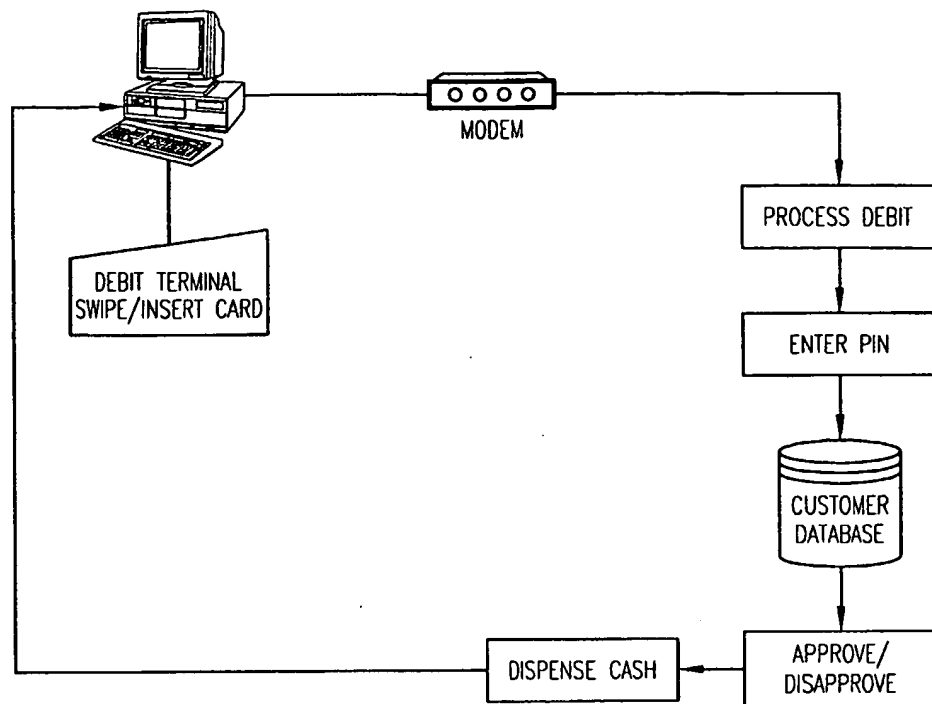 MODEM
PROCESS DEBIT
DEBIT TERMINAL
SWIPE/INSERT CARD
ENTER PIN
CUSTOMER
DATABASE
APPROVE/
DISAPPROVE
DISPENSE CASH